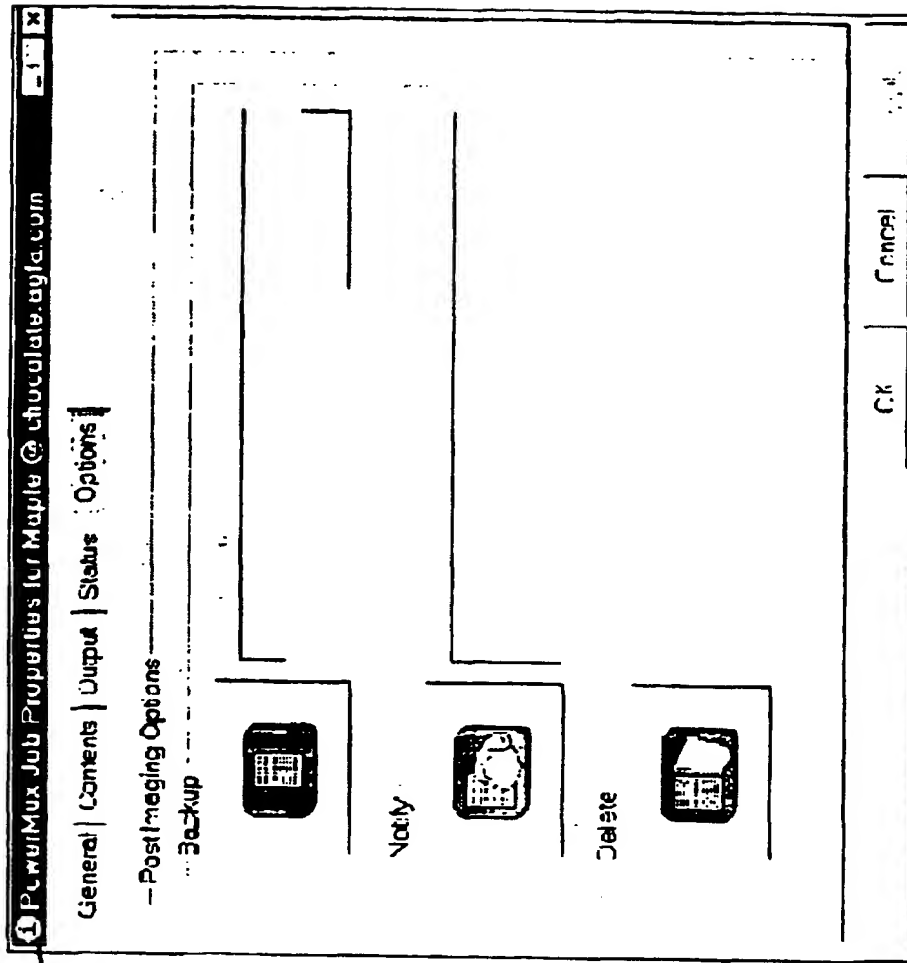 PowerMux Job Properties for Maple @ chocolate.agfa.com
General Contents Output Status Options
Post Imaging Options
Backup
Notify
Delete
OK Cancel